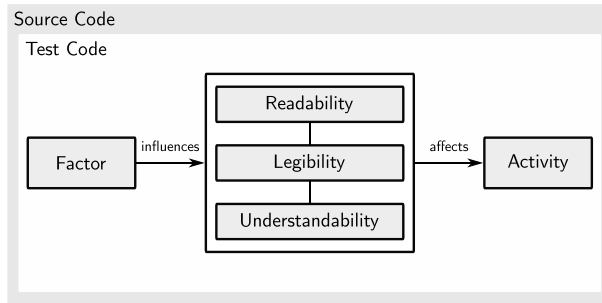 Source Code
Test Code
Readability
influences
affects
Factor
Legibility
Activity
Understandability